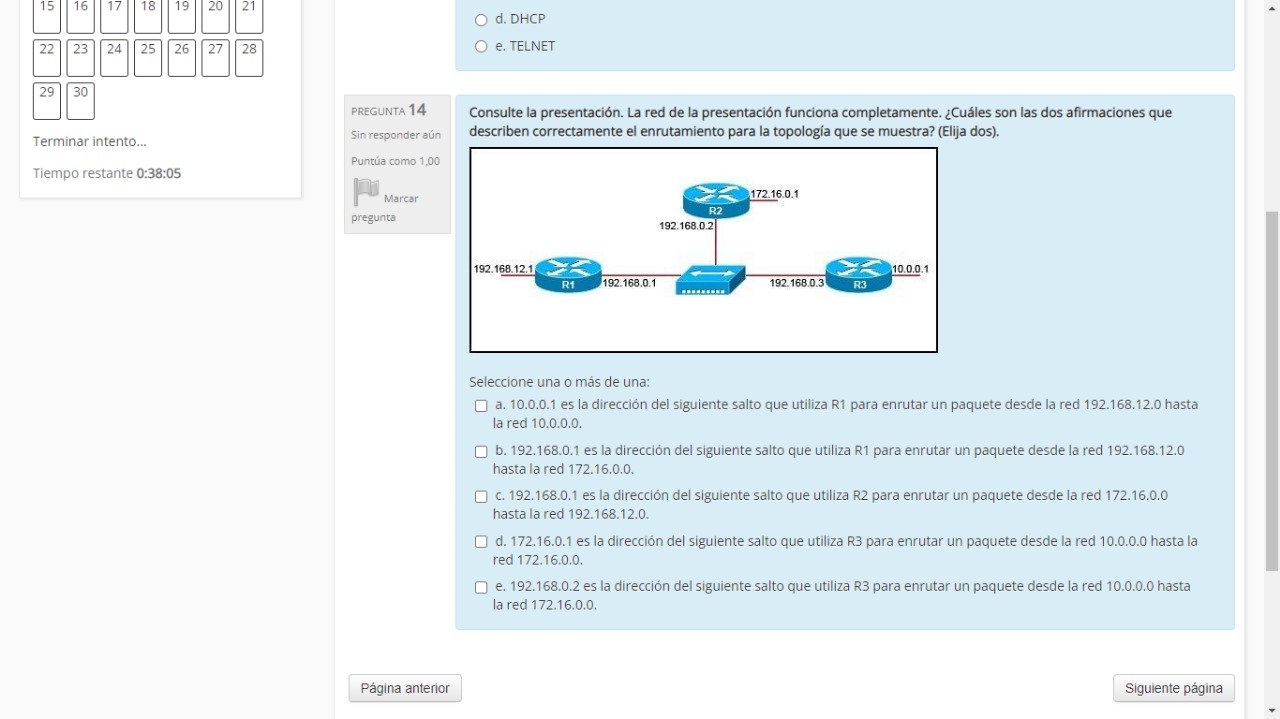 15 16 17 18 19 20 21
22 23 24 25 26 27 28
29 30
Terminar intento...
Tiempo restante 0:38:05
d. DHCP
e. TELNET
PREGUNTA 14
Sin responder aún
Puntúa como 1,00
Marcar
pregunta
Consulte la presentación. La red de la presentación funciona completamente. ¿Cuáles son las dos afirmaciones que
describen correctamente el enrutamiento para la topología que se muestra? (Elija dos).
172.16.0.1
R2
192.168.0.2
192.168.12.1
R1
192.168.0.1
192.168.0.3
R3
10.0.0.1
Seleccione una o más de una:
a. 10.0.0.1 es la dirección del siguiente salto que utiliza R1 para enrutar un paquete desde la red 192.168.12.0 hasta
la red 10.0.0.0.
b. 192.168.0.1 es la dirección del siguiente salto que utiliza R1 para enrutar un paquete desde la red 192.168.12.0
hasta la red 172.16.0.0.
c. 192.168.0.1 es la dirección del siguiente salto que utiliza R2 para enrutar un paquete desde la red 172.16.0.0
hasta la red 192.168.12.0.
d. 172.16.0.1 es la dirección del siguiente salto que utiliza R3 para enrutar un paquete desde la red 10.0.0.0 hasta la
red 172.16.0.0.
e. 192.168.0.2 es la dirección del siguiente salto que utiliza R3 para enrutar un paquete desde la red 10.0.0.0 hasta
la red 172.16.0.0.
Página anterior
Siguiente página